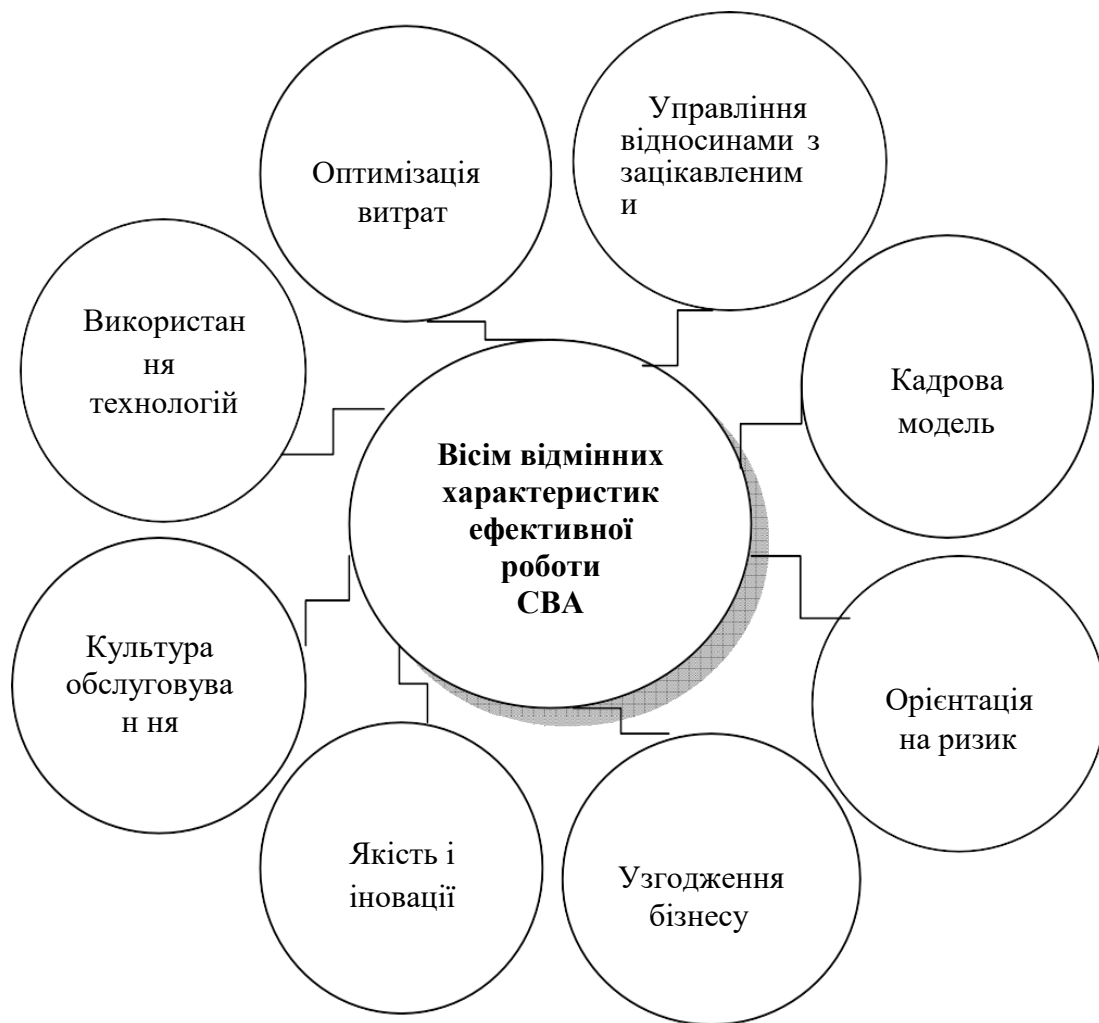 Оптимізація
витрат
Управління
відносинами з
зацікавленим
и
Використан
ня
технологій
Кадрова
модель
Вісім відмінних
характеристик
ефективної
роботи
СВА
Культура
обслуговува
н ня
Орієнтація
на ризик
Якість і
іновації
Узгодження
бізнесу